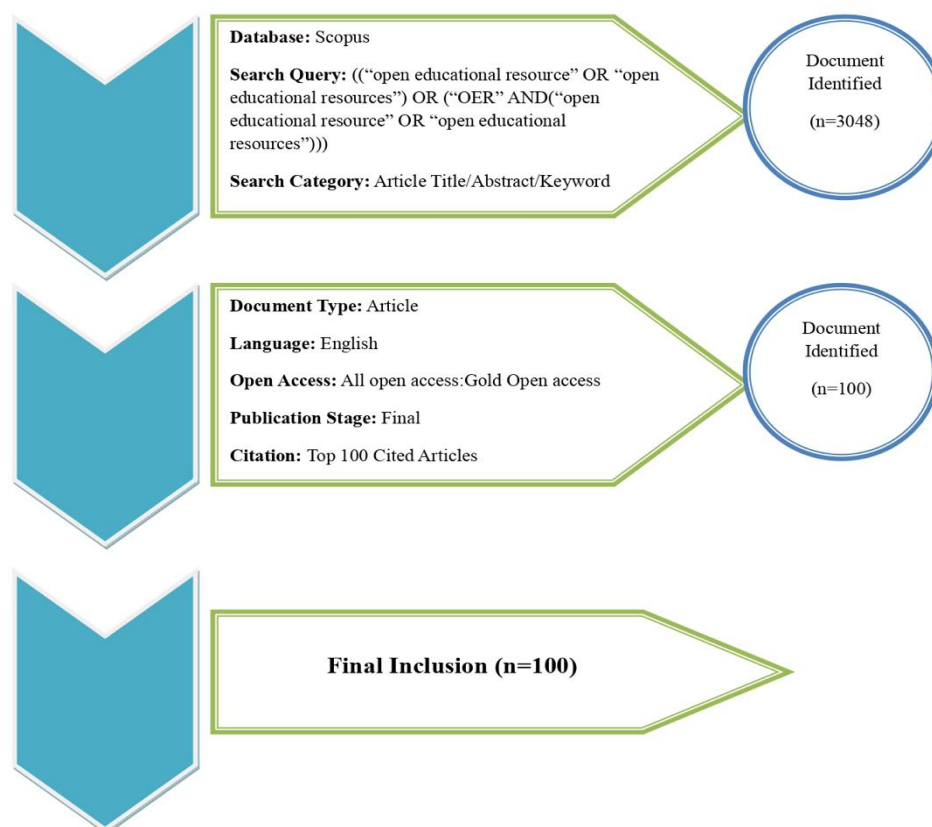 Database: Scopus
Search Query: ((“open educational resource” OR “open
educational resources”) OR (“OER” AND(“open
educational resource” OR “open educational
resources”)))
Search Category: Article Title/Abstract/Keyword
Document
Identified
(n=3048)
Document Type: Article
Language: English
Open Access: All open access:Gold Open access
Publication Stage: Final
Citation: Top 100 Cited Articles
Document
Identified
(n=100)
Final Inclusion (n=100)